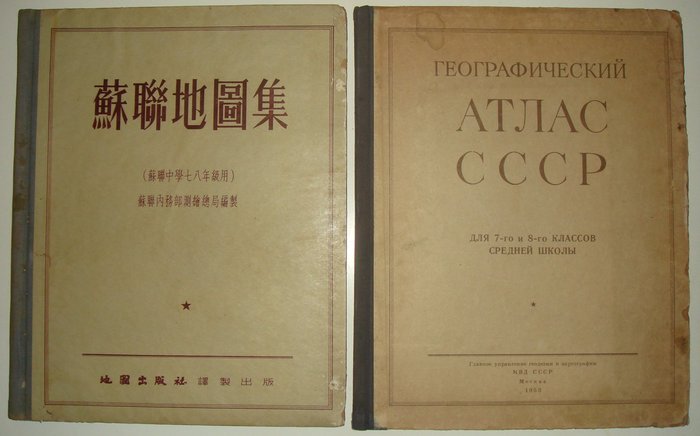 蘇聯地圖集
(蘇聯中學七八年級用)
蘇聯內務部測繪總局編製
★
地圖出版社 譯製出版
ГЕОГРАФИЧЕСКИЙ
АТЛАС
СССР
ДЛЯ 7-го и 8-го КЛАССОВ
СРЕДНЕЙ ШКОЛЫ
★
Главное управление геодезии и картографии
МВД СССР
Москва
1953